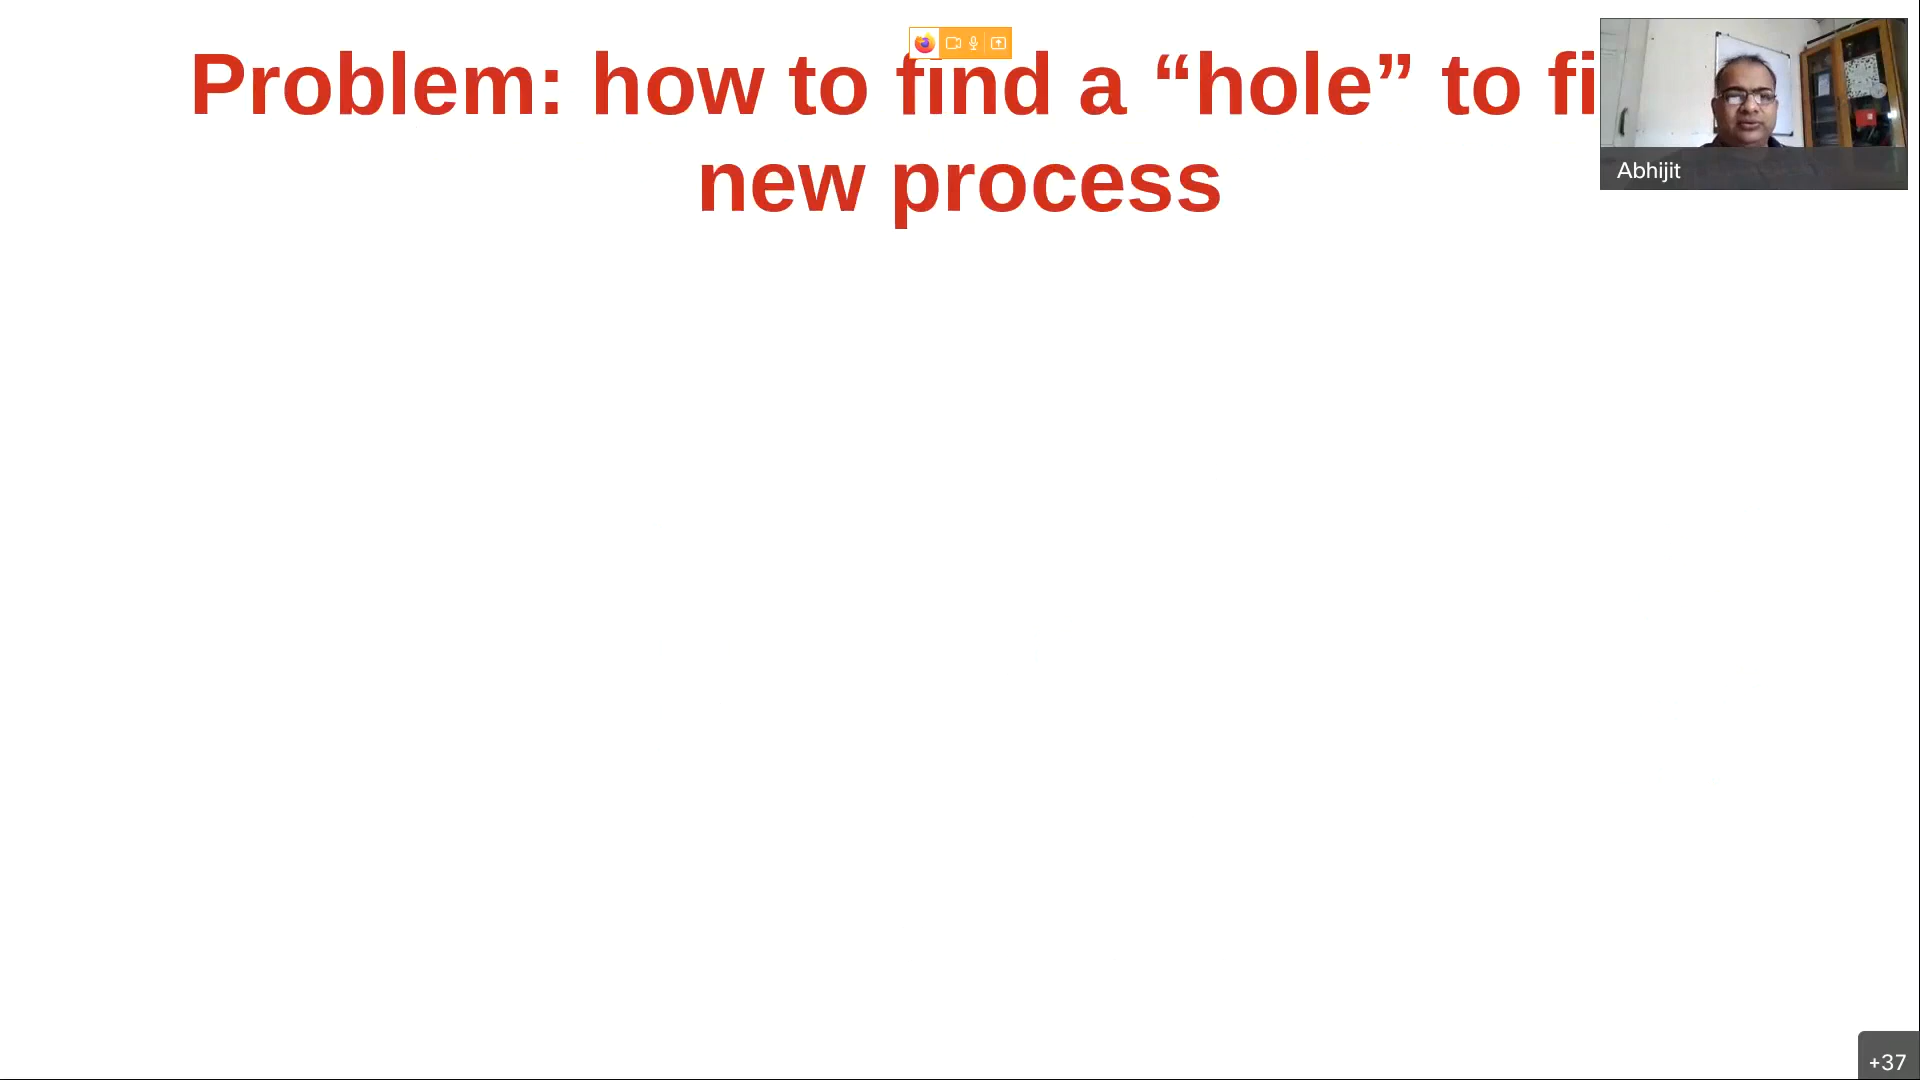 Problem: how to find a “hole” to fi
new process
Abhijit
+37